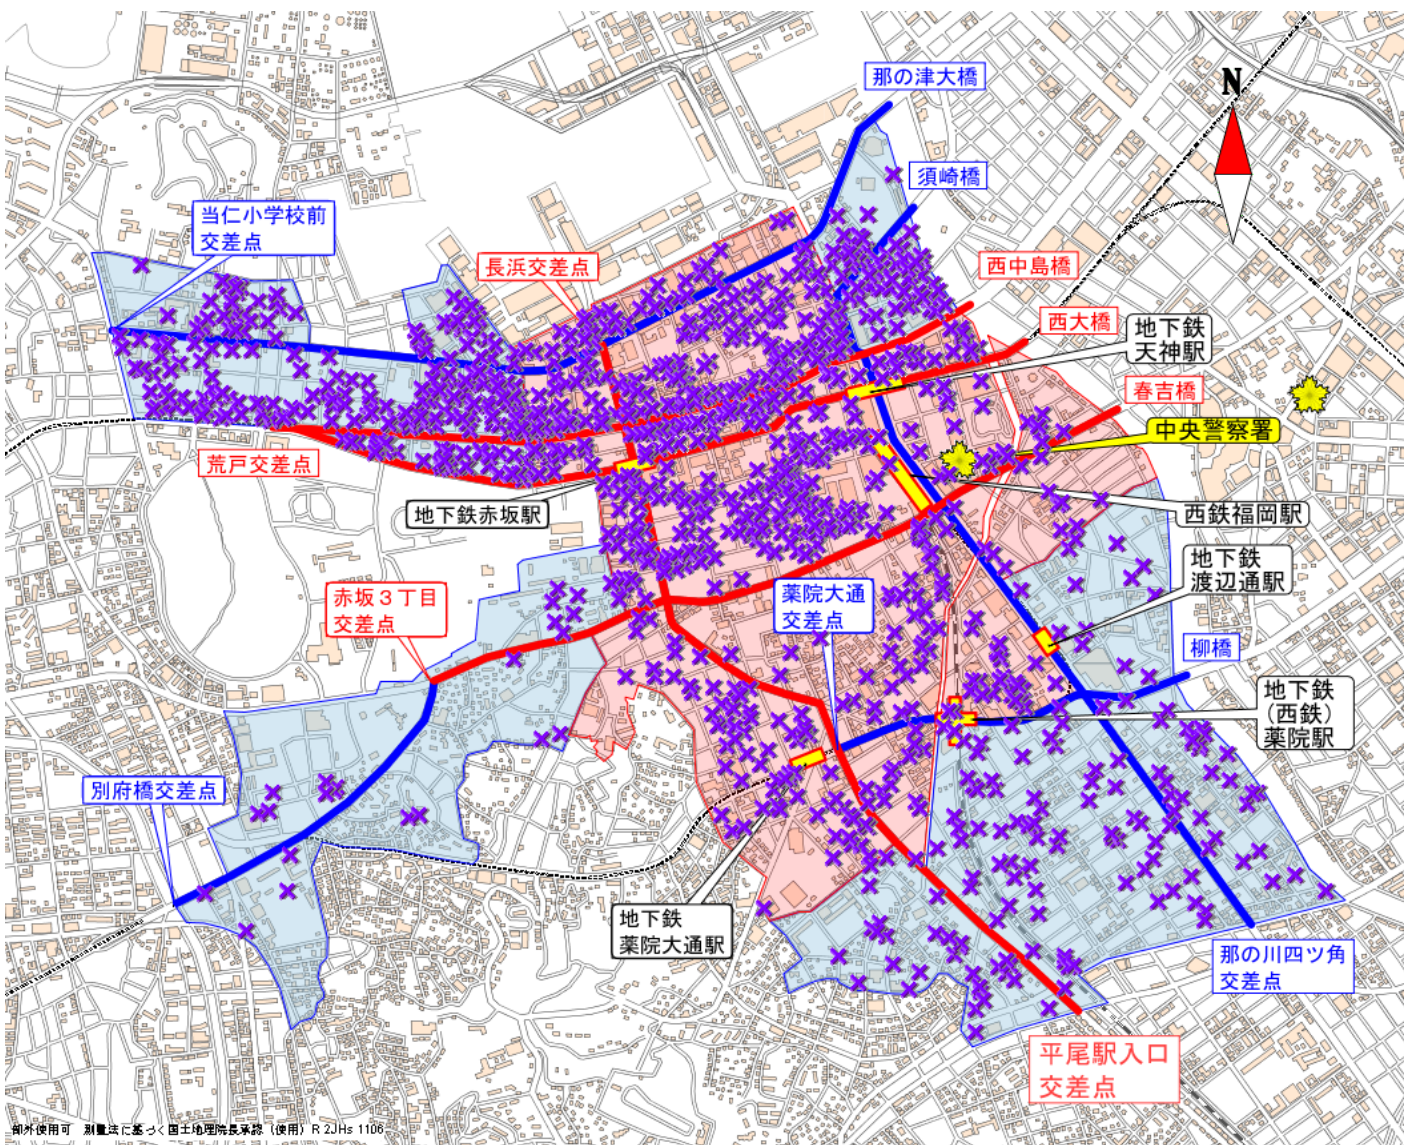 那の津大橋
N
須崎橋
当仁小学校前
交差点
長浜交差点
西中島橋
西大橋
地下鉄
天神駅
春吉橋
中央警察署
荒戸交差点
地下鉄赤坂駅
西鉄福岡駅
地下鉄
渡辺通駅
赤坂3丁目
交差点
薬院大通
交差点
柳橋
地下鉄
(西鉄)
薬院駅
別府橋交差点
地下鉄
薬院大通駅
那の川四ツ角
交差点
平尾駅入口
交差点
部外使用可 測量法に基づく国土地理院長承認(使用)R 2JHs 1106